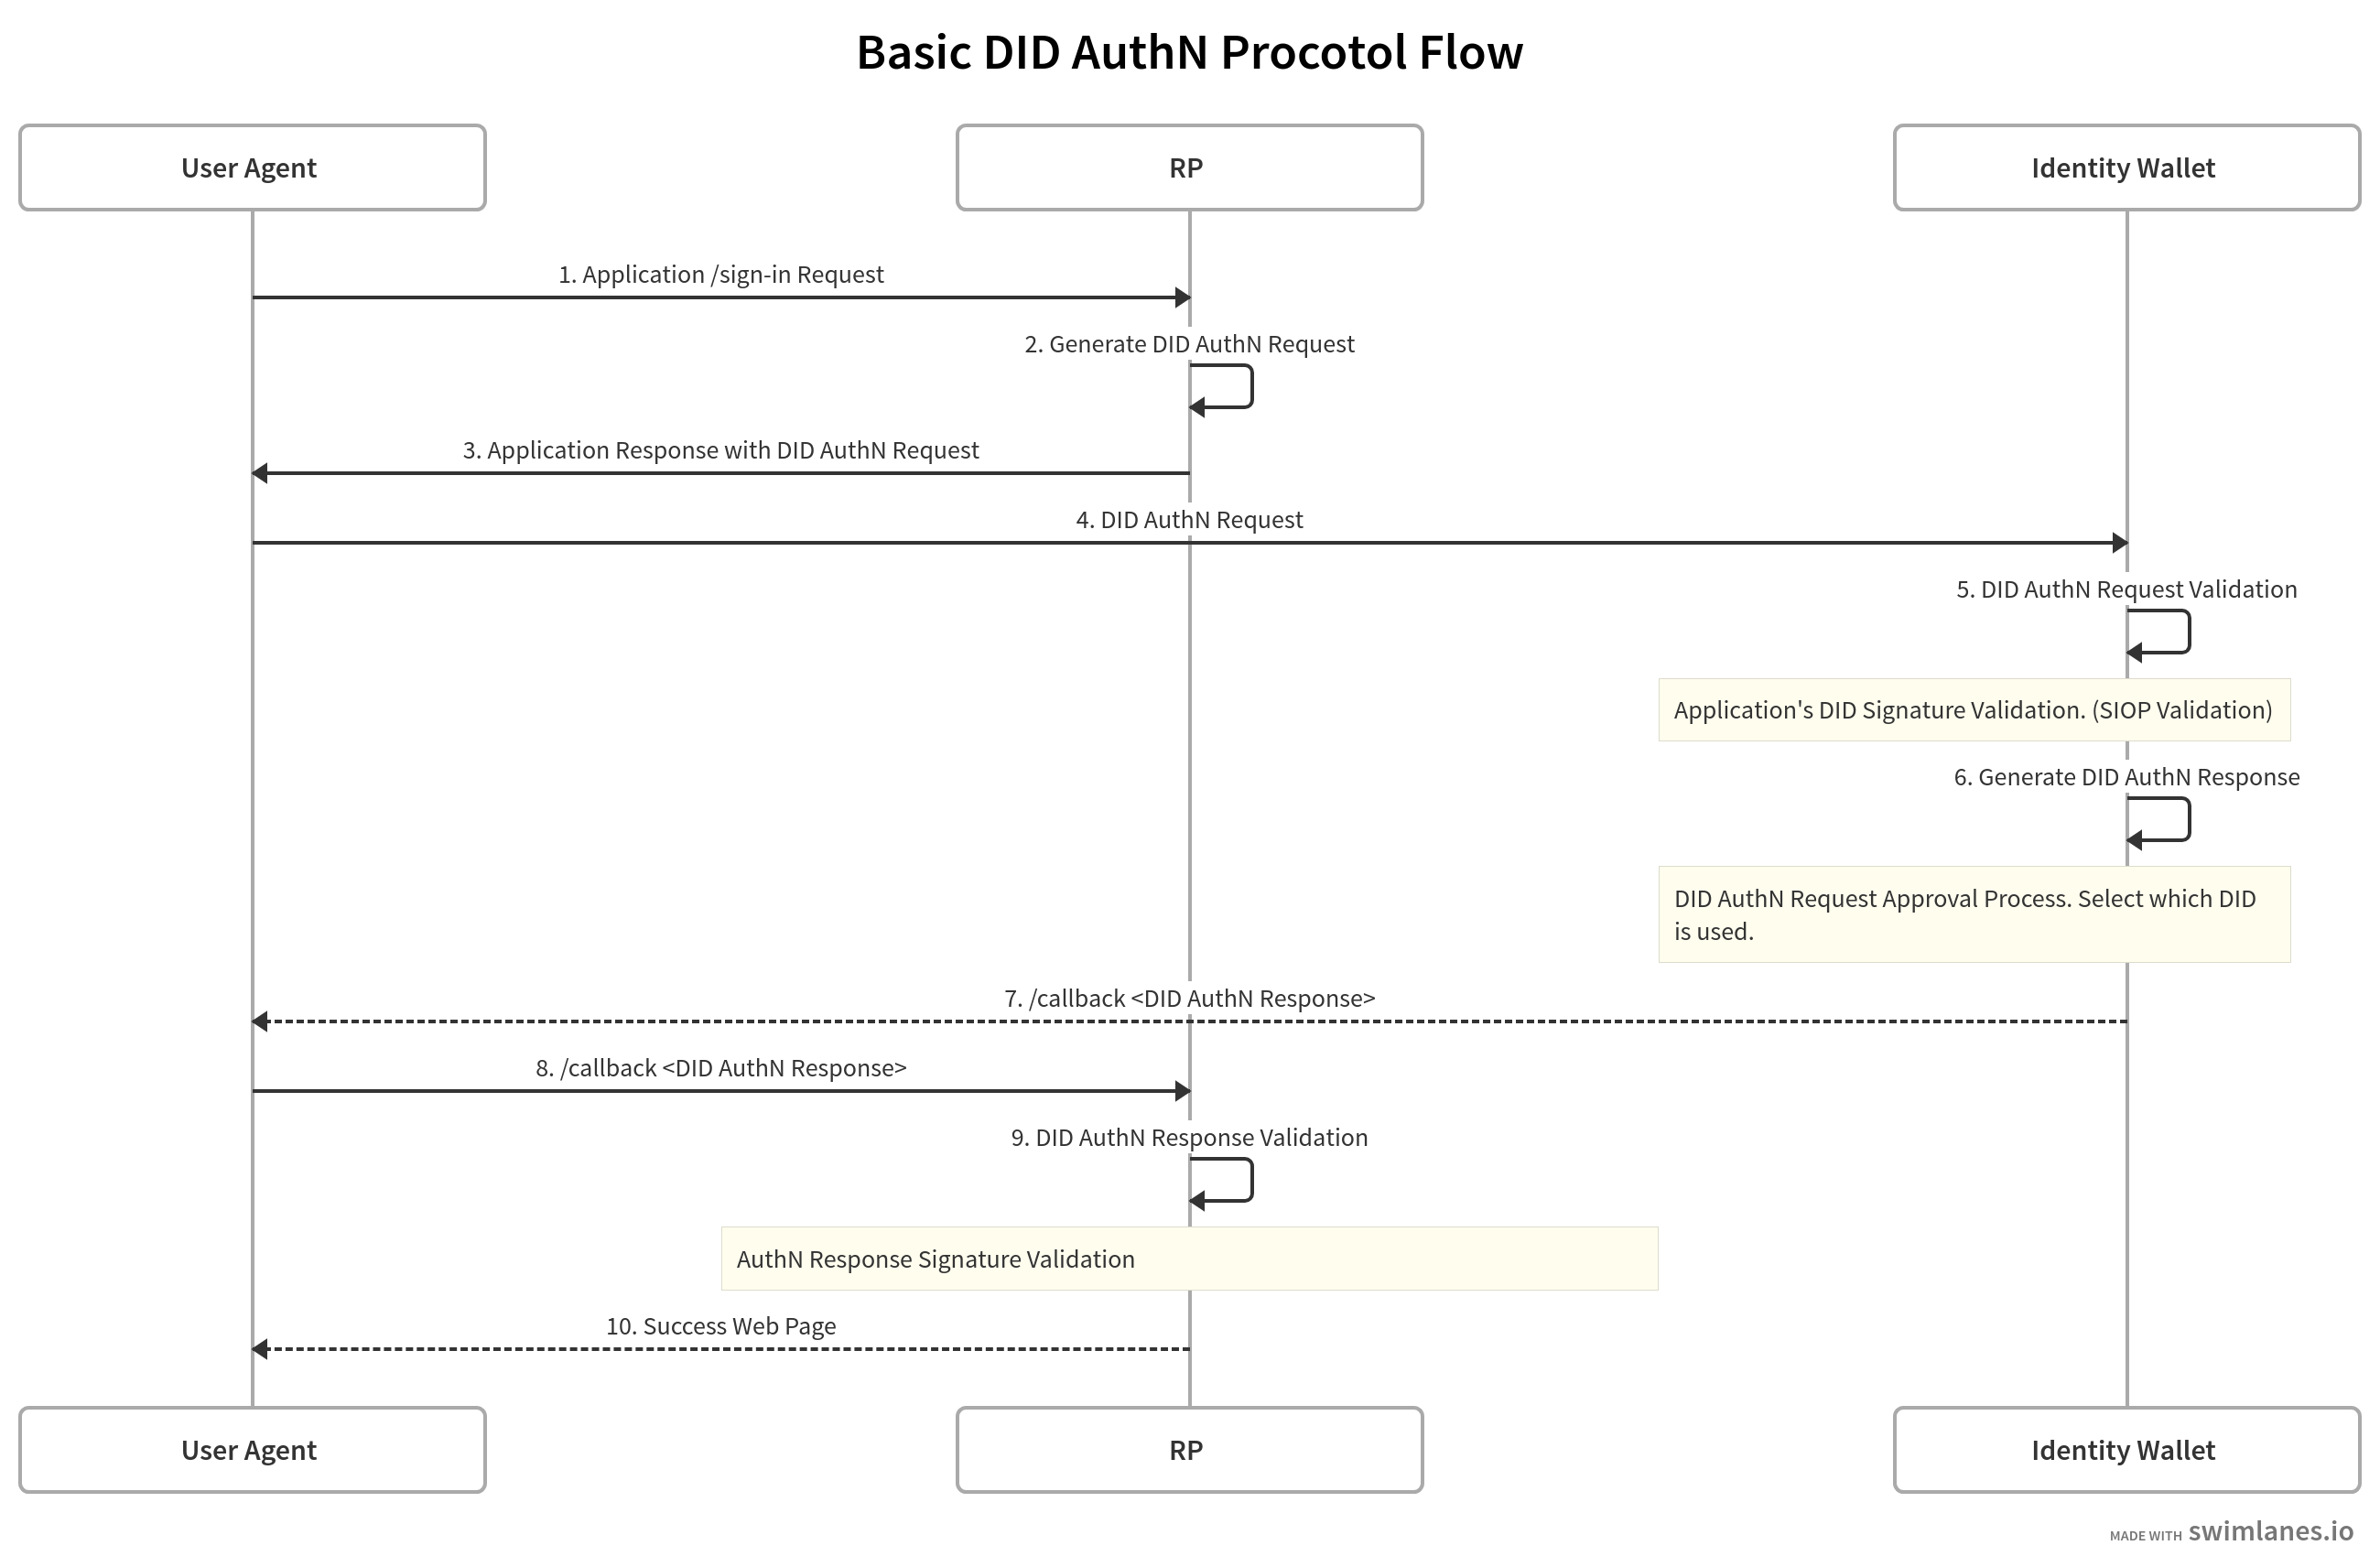 Basic DID AuthN Procotol Flow
User Agent
RP
Identity Wallet
1. Application /sign-in Request
2. Generate DID AuthN Request
3. Application Response with DID AuthN Request
4. DID AuthN Request
5. DID AuthN Request Validation
Application's DID Signature Validation. (SIOP Validation)
6. Generate DID AuthN Response
DID AuthN Request Approval Process. Select which DID
is used.
7. /callback <DID AuthN Response>
8. /callback <DID AuthN Response>
9. DID AuthN Response Validation
AuthN Response Signature Validation
10. Success Web Page
User Agent
RP
Identity Wallet
MADE WITH swimlanes.io